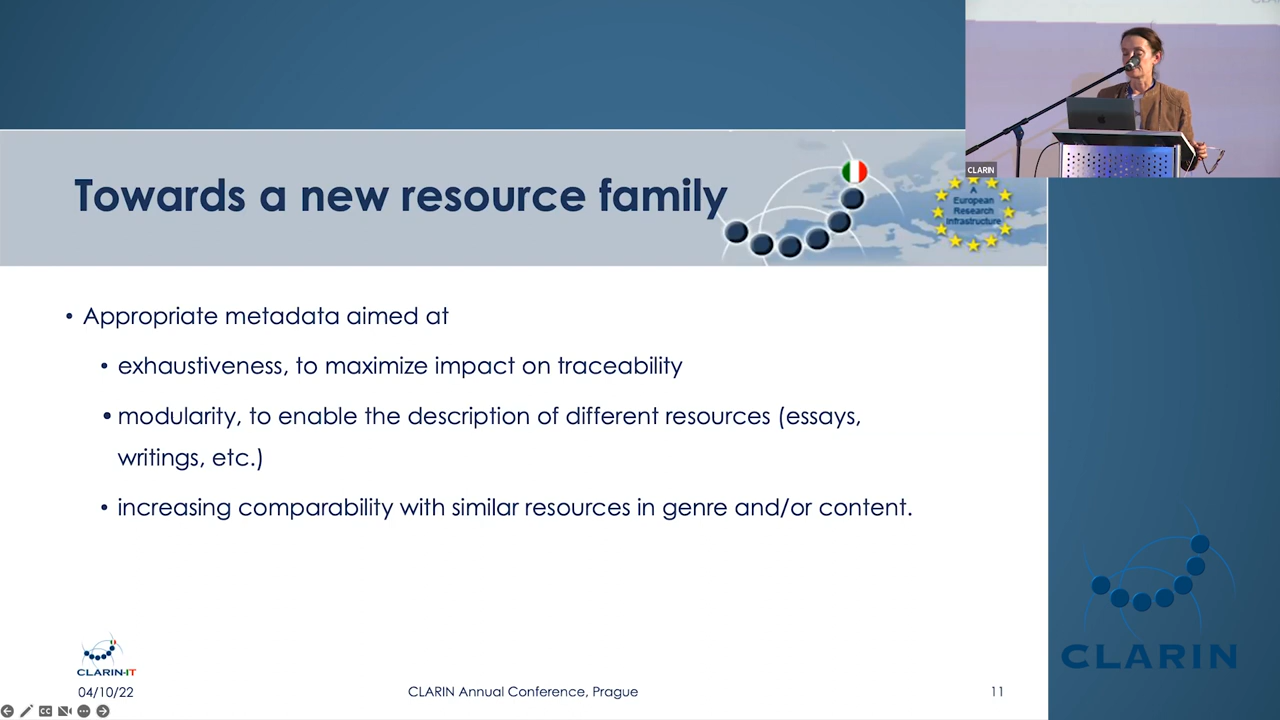 CLARIN
Towards a new resource family
A
European
Research
Infrastructure
• Appropriate metadata aimed at
• exhaustiveness, to maximize impact on traceability
• modularity, to enable the description of different resources (essays,
writings, etc.)
• increasing comparability with similar resources in genre and/or content.
CLARIN
CLARIN-IT
04/10/22
CLARIN Annual Conference, Prague
11
CC